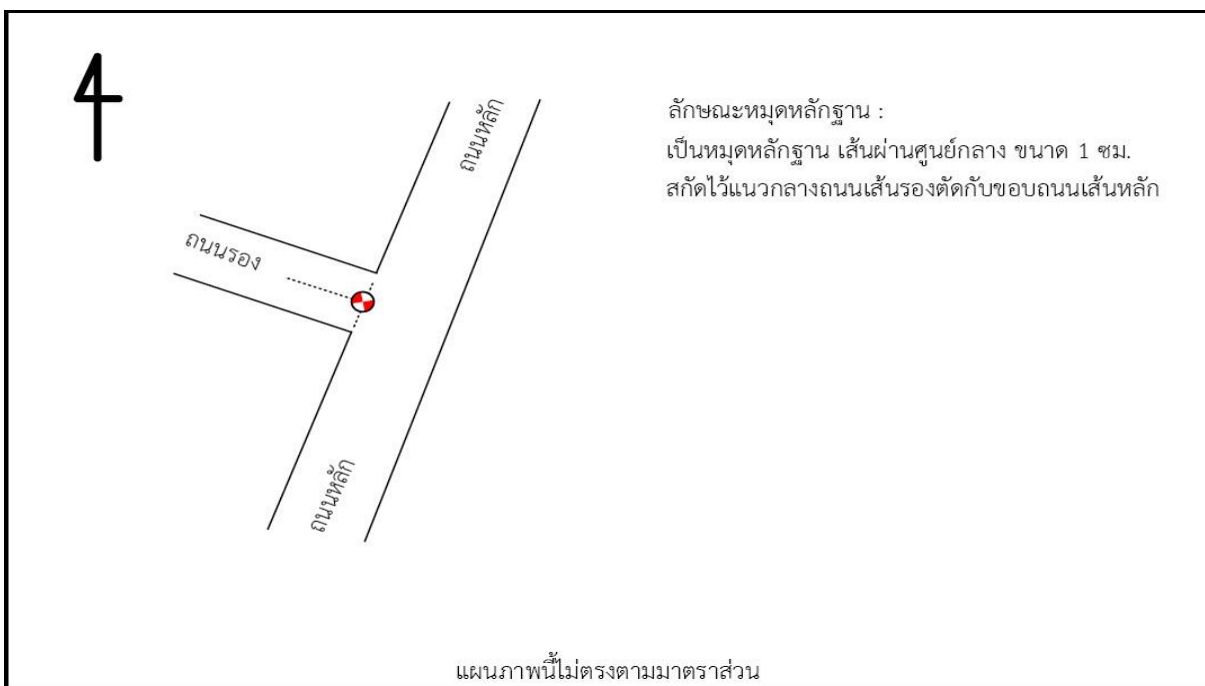 ถนนหลัก
ลักษณะหมุดหลักฐาน :
เป็นหมุดหลักฐาน เส้นผ่านศูนย์กลาง ขนาด 1 ซม.
สกัดไว้แนวกลางถนนเส้นรองตัดกับขอบถนนเส้นหลัก
ถนนรอง
ถนนหลัก
แผนภาพนี้ไม่ตรงตามมาตราส่วน